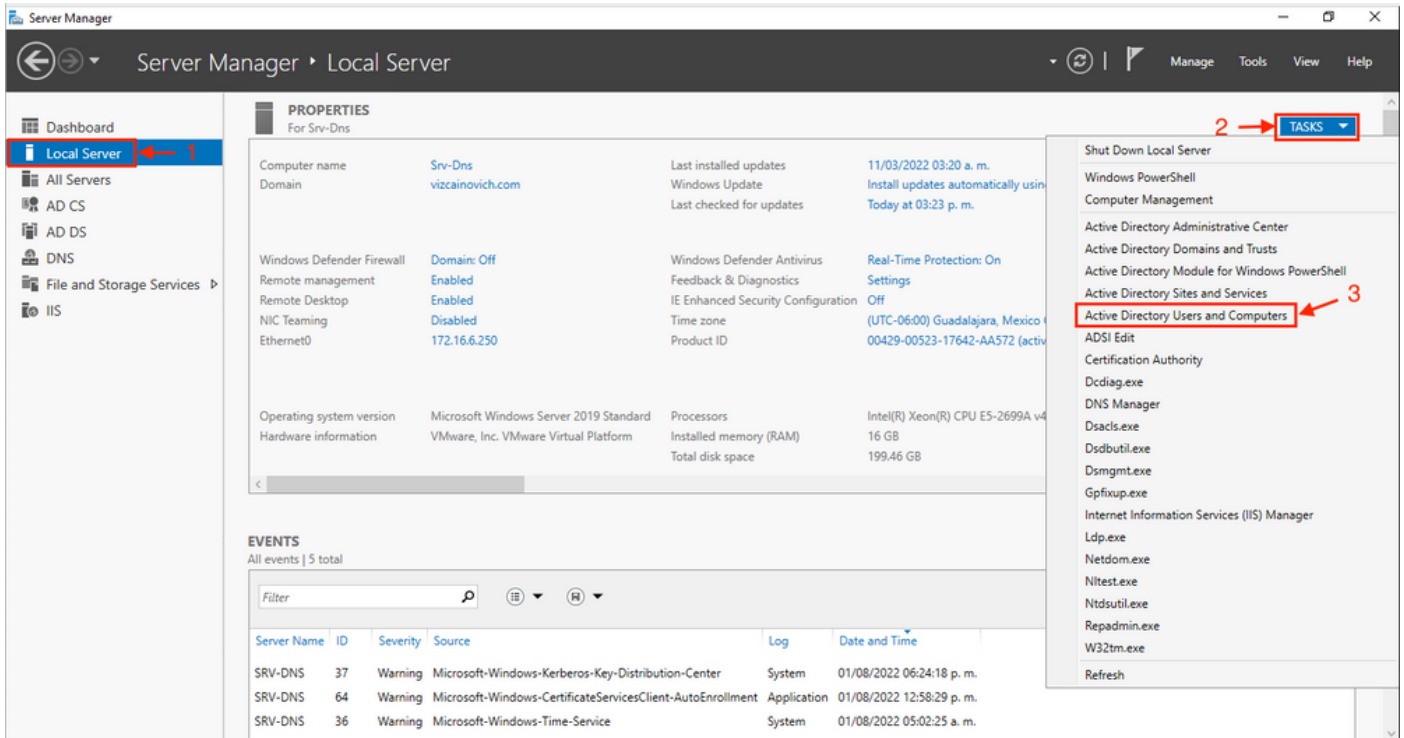 Server Manager
Server Manager ‣ Local Server
Manage Tools View Help
Dashboard
Local Server
1
All Servers
AD CS
AD DS
DNS
File and Storage Services
IIS
PROPERTIES
For Srv-Dns
2
TASKS
Computer name Srv-Dns Last installed updates 11/03/2022 03:20 a. m.
Domain vizcainovich.com Windows Update Install updates automatically usin
Last checked for updates Today at 03:23 p. m.
Windows Defender Firewall Domain: Off Windows Defender Antivirus Real-Time Protection: On
Remote management Enabled Feedback & Diagnostics Settings
Remote Desktop Enabled IE Enhanced Security Configuration Off
NIC Teaming Disabled Time zone (UTC-06:00) Guadalajara, Mexico
Ethernet0 172.16.6.250 Product ID 00429-00523-17642-AA572 (activ
Operating system version Microsoft Windows Server 2019 Standard Processors Intel(R) Xeon(R) CPU E5-2699A v4
Hardware information VMware, Inc. VMware Virtual Platform Installed memory (RAM) 16 GB
Total disk space 199.46 GB
Shut Down Local Server
Windows PowerShell
Computer Management
Active Directory Administrative Center
Active Directory Domains and Trusts
Active Directory Module for Windows PowerShell
Active Directory Sites and Services
3
Active Directory Users and Computers
ADSI Edit
Certification Authority
Dcdiag.exe
DNS Manager
Dsacls.exe
Dsdbutil.exe
Dsmgmt.exe
Gpfixup.exe
Internet Information Services (IIS) Manager
Ldp.exe
Netdom.exe
Nltest.exe
Ntdsutil.exe
Repadmin.exe
W32tm.exe
Refresh
EVENTS
All events | 5 total
Filter
Server Name ID Severity Source Log Date and Time
SRV-DNS 37 Warning Microsoft-Windows-Kerberos-Key-Distribution-Center System 01/08/2022 06:24:18 p. m.
SRV-DNS 64 Warning Microsoft-Windows-CertificateServicesClient-AutoEnrollment Application 01/08/2022 12:58:29 p. m.
SRV-DNS 36 Warning Microsoft-Windows-Time-Service System 01/08/2022 05:02:25 a. m.